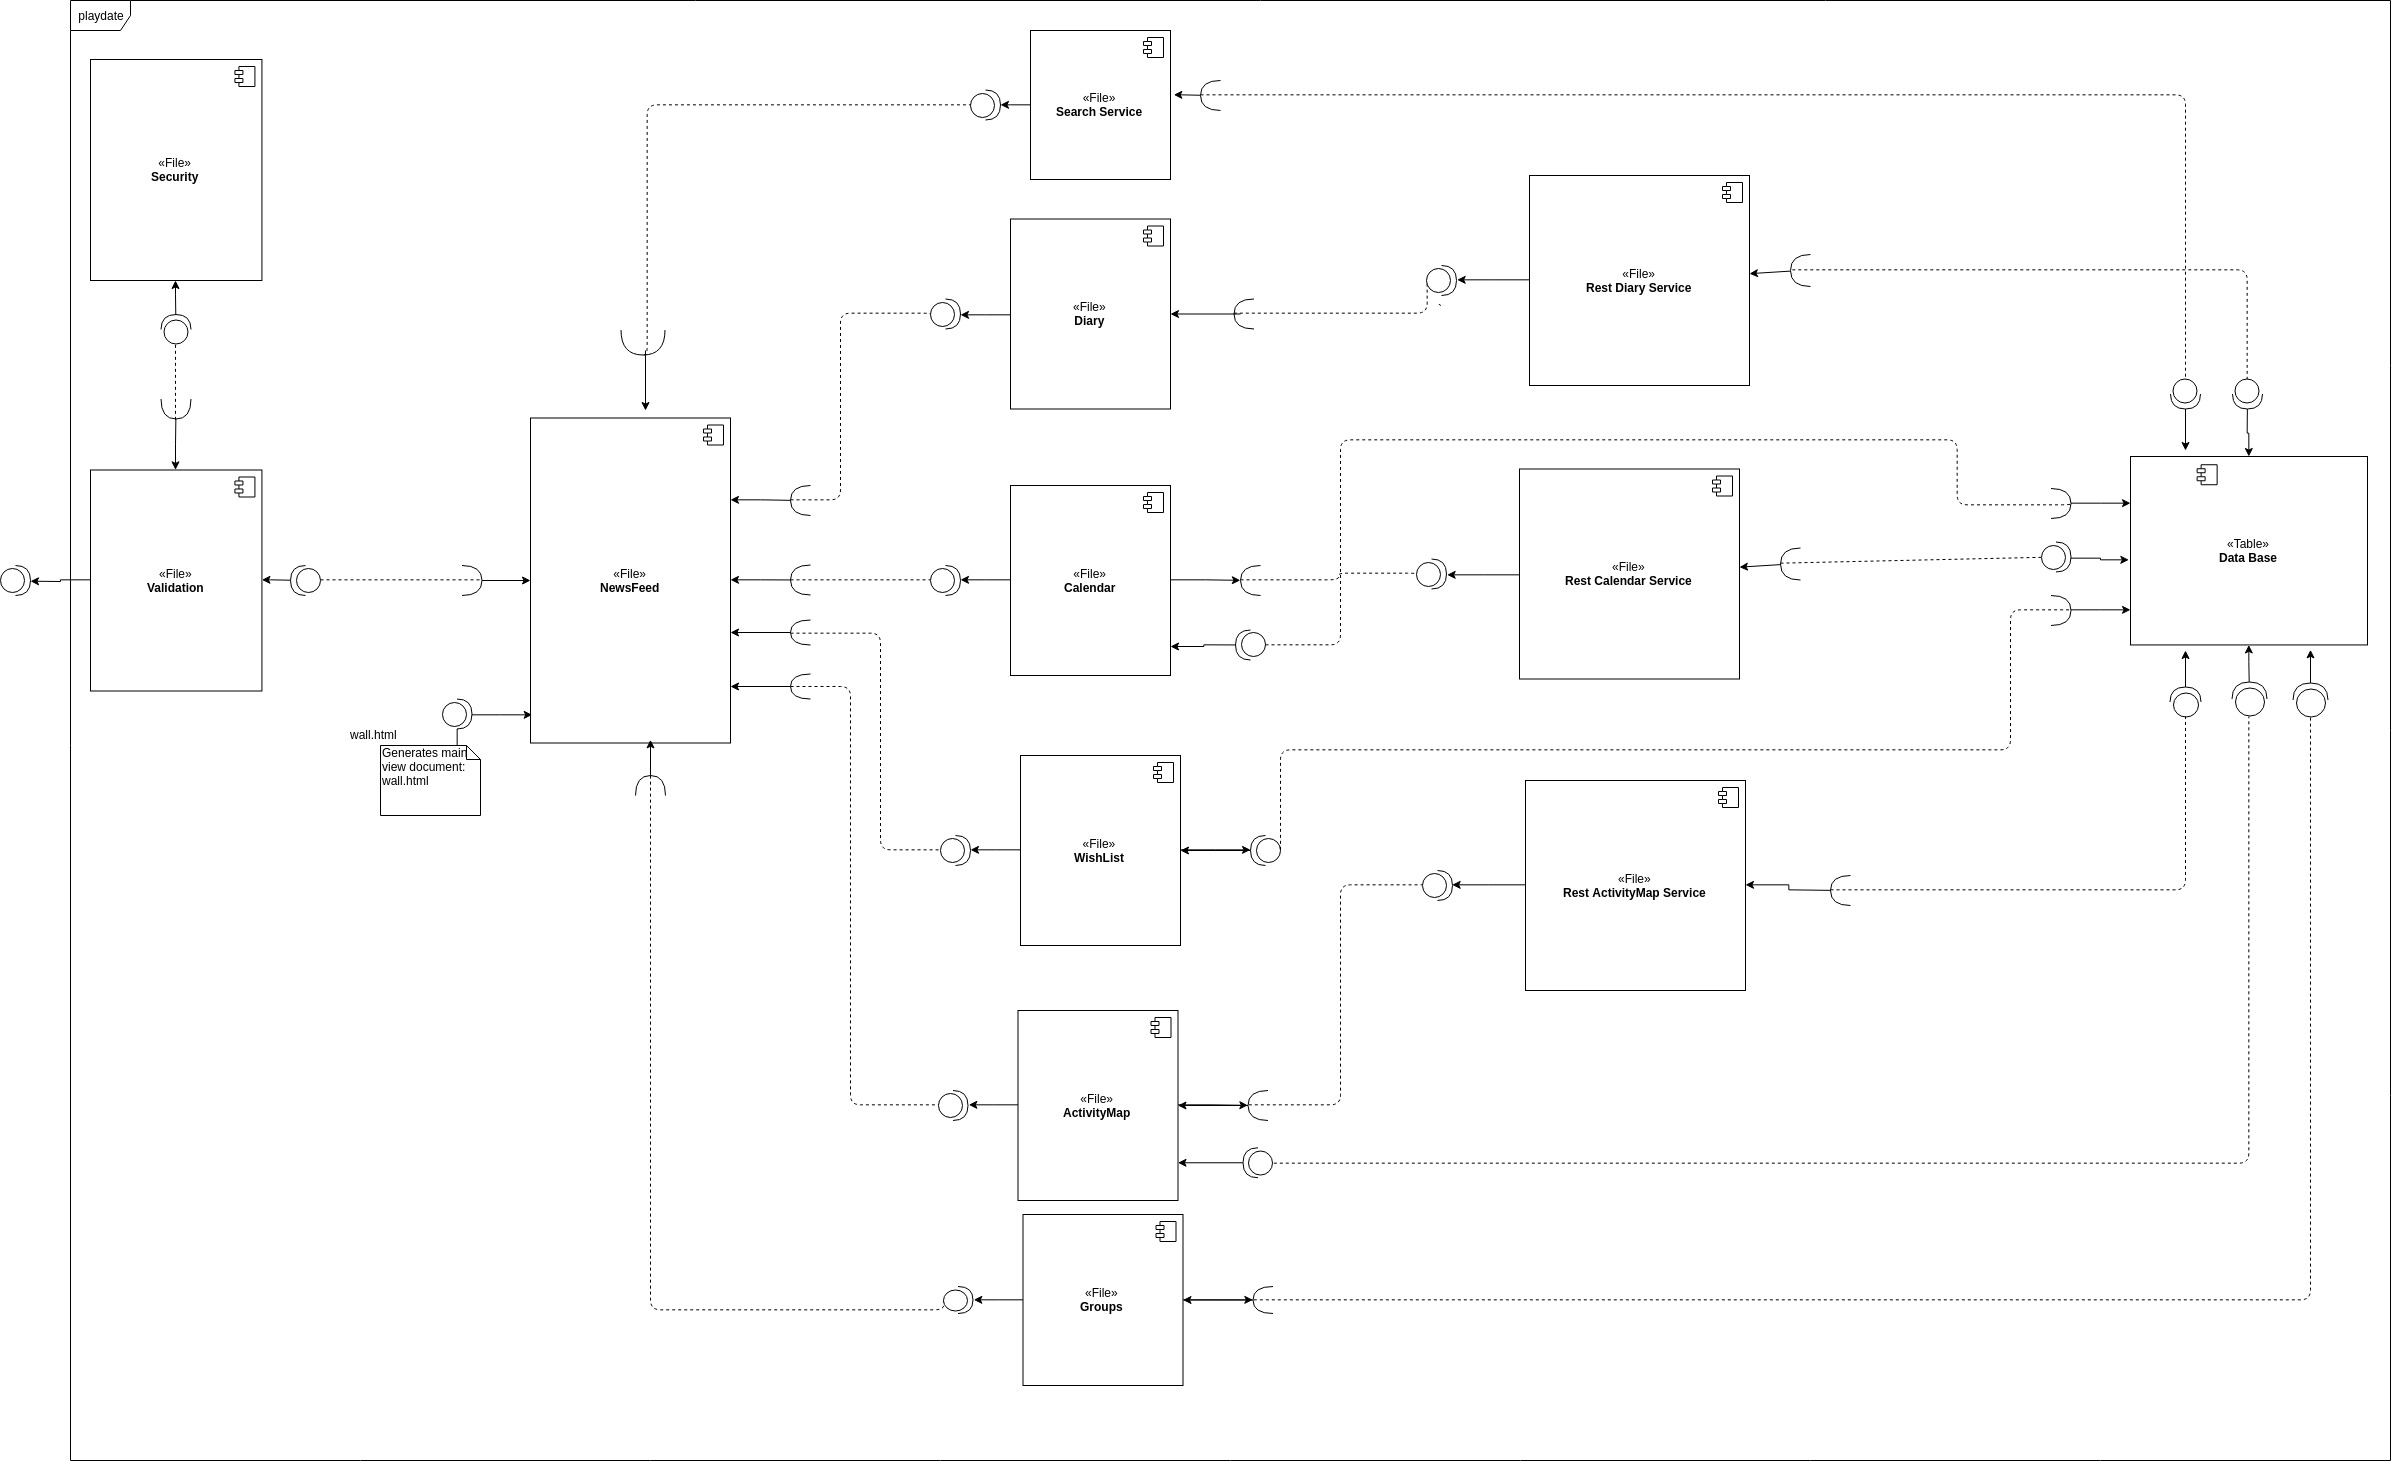 playdate
«File»
Search Service
«File»
Security
«File»
Rest Diary Service
«File»
Diary
«File»
Validation
«File»
NewsFeed
«File»
Calendar
«File»
Rest Calendar Service
«Table»
Data Base
wall.html
Generates main
view document:
wall.html
«File»
WishList
«File»
Rest ActivityMap Service
«File»
ActivityMap
«File»
Groups